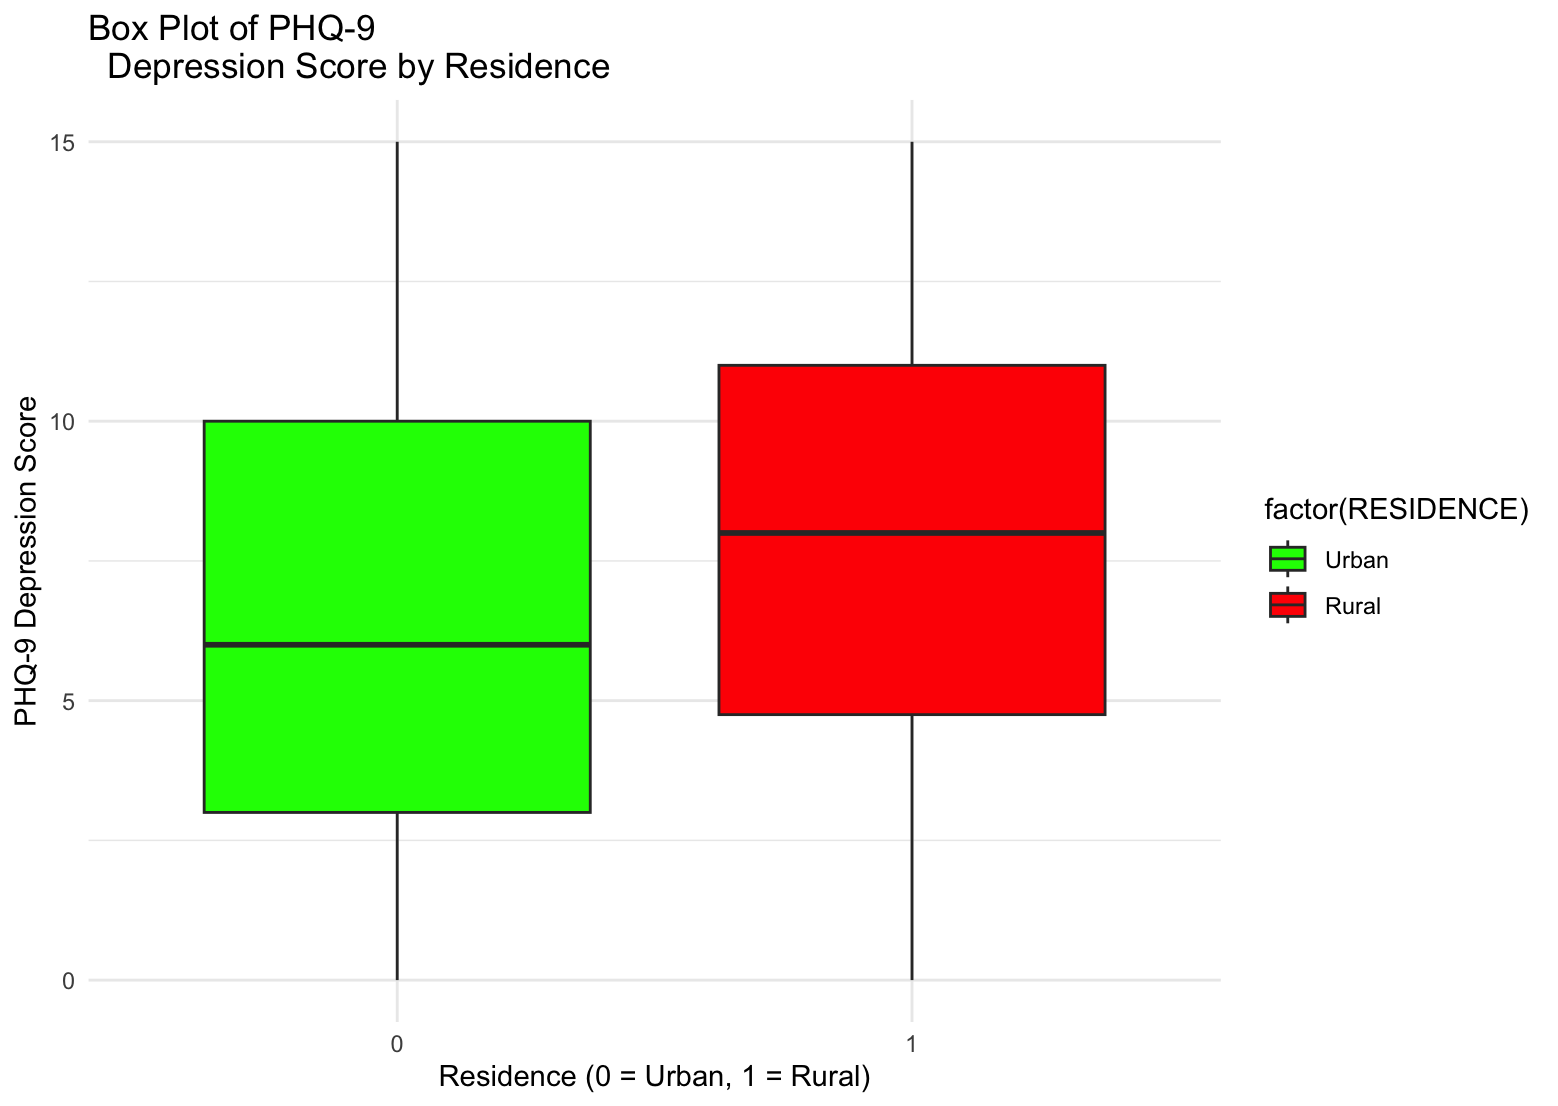 Box Plot of PHQ-9
Depression Score by Residence
15
10
5
0
PHQ-9 Depression Score
0
1
Residence (0 = Urban, 1 = Rural)
factor(RESIDENCE)
Urban
Rural